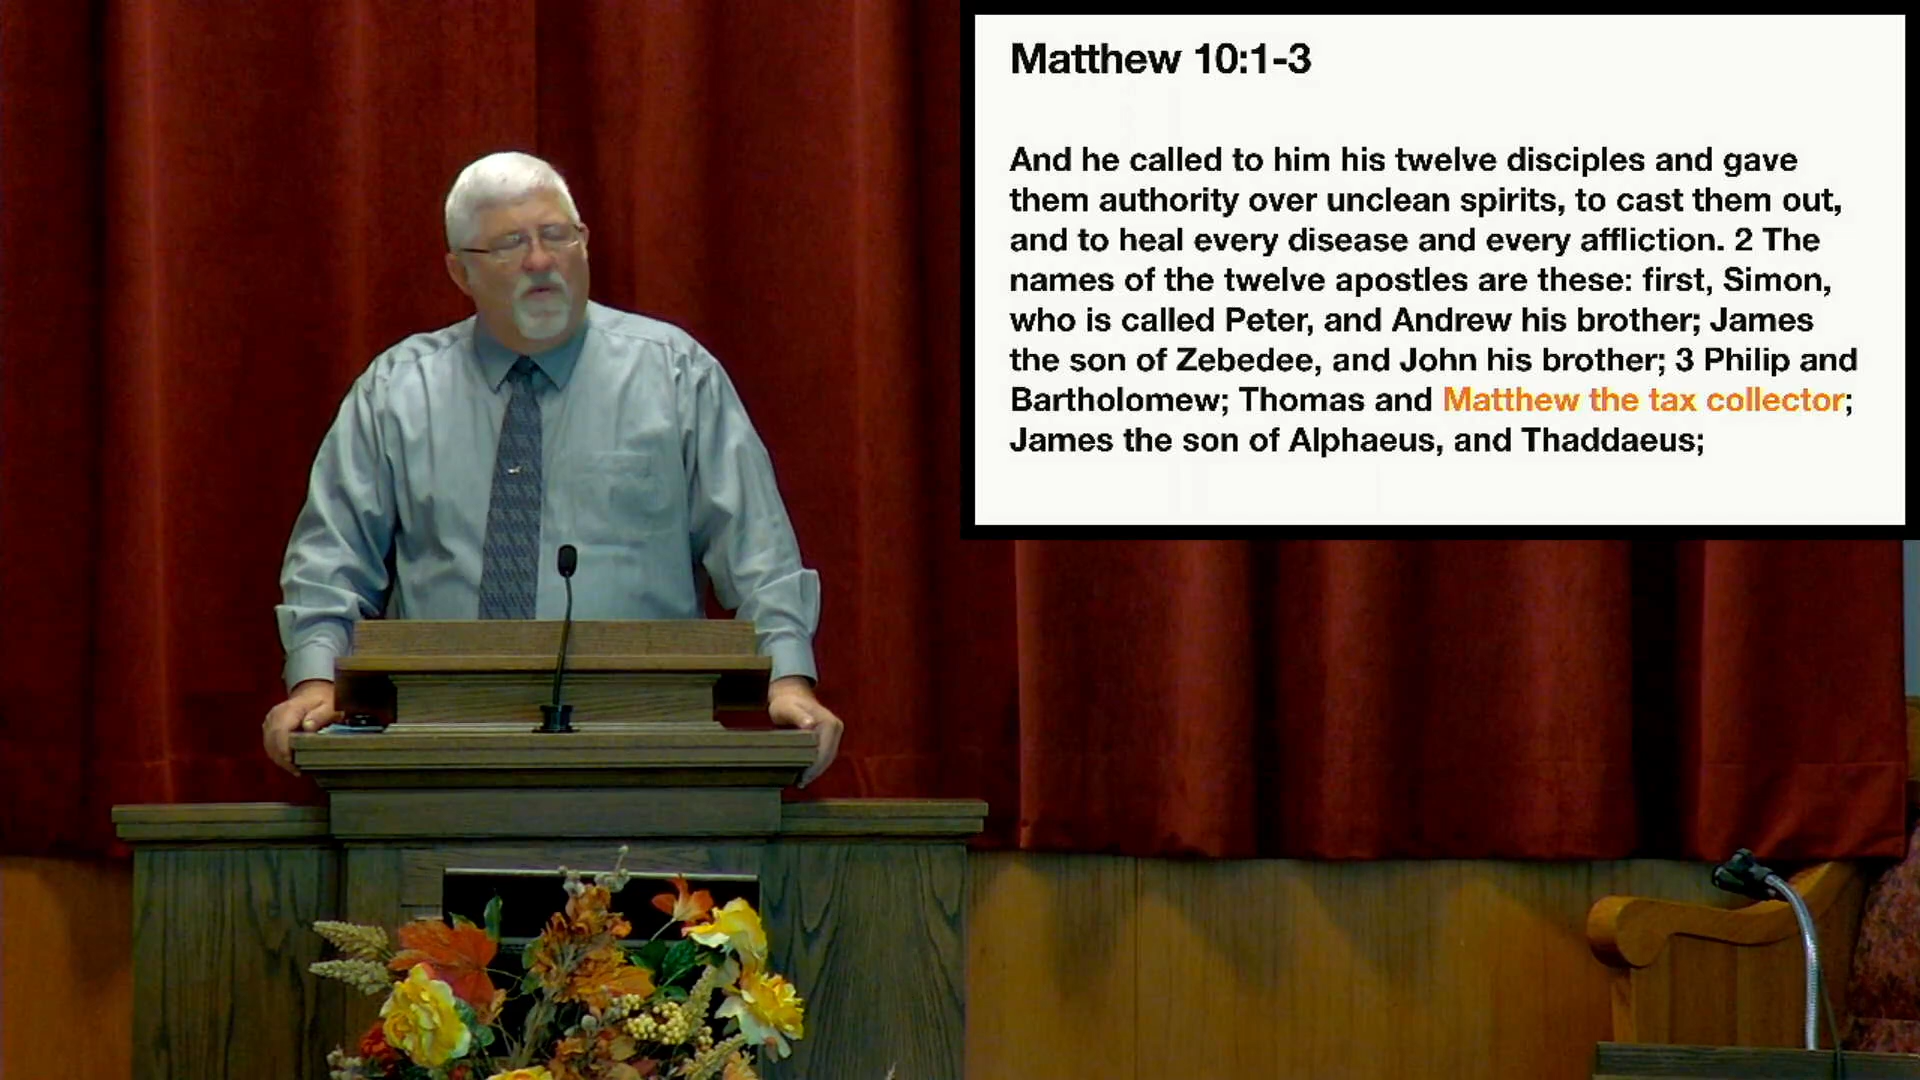 Matthew 10:1-3
And he called to him his twelve disciples and gave
them authority over unclean spirits, to cast them out,
and to heal every disease and every affliction. 2 The
names of the twelve apostles are these: first, Simon,
who is called Peter, and Andrew his brother; James
the son of Zebedee, and John his brother; 3 Philip and
Bartholomew; Thomas and Matthew the tax collector;
James the son of Alphaeus, and Thaddaeus;